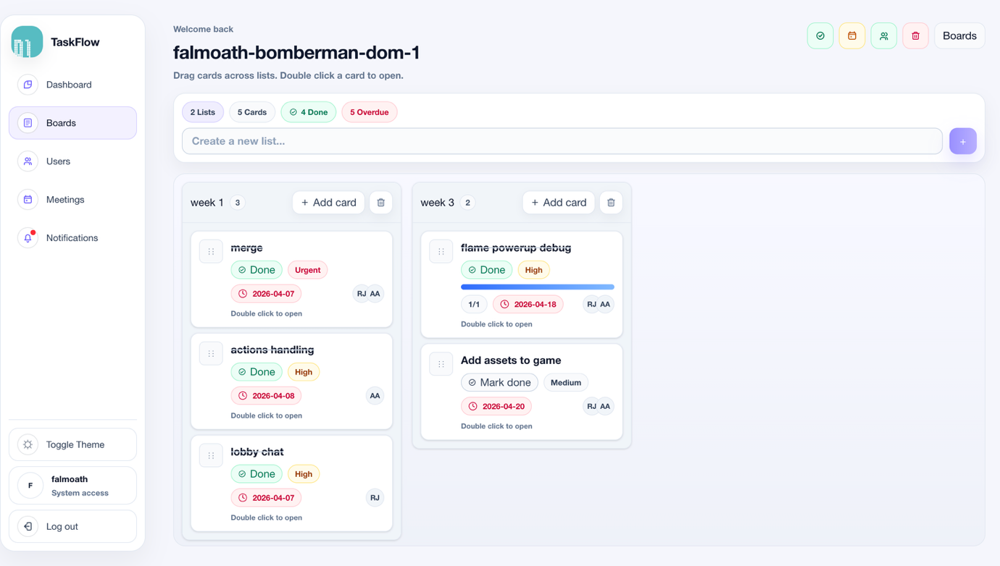 TaskFlow
Dashboard
Boards
Users
Meetings
Notifications
Toggle Theme
F
falmoath
System access
Log out
Welcome back
falmoath-bomberman-dom-1
Drag cards across lists. Double click a card to open.
Boards
2 Lists 5 Cards 4 Done 5 Overdue
Create a new list...
+
week 1 3 + Add card
merge
Done Urgent
2026-04-07 RJ AA
Double click to open
actions handling
Done High
2026-04-08 AA
Double click to open
lobby chat
Done High
2026-04-07 RJ
Double click to open
week 3 2 + Add card
flame powerup debug
Done High
1/1 2026-04-18 RJ AA
Double click to open
Add assets to game
Mark done Medium
2026-04-20 RJ AA
Double click to open